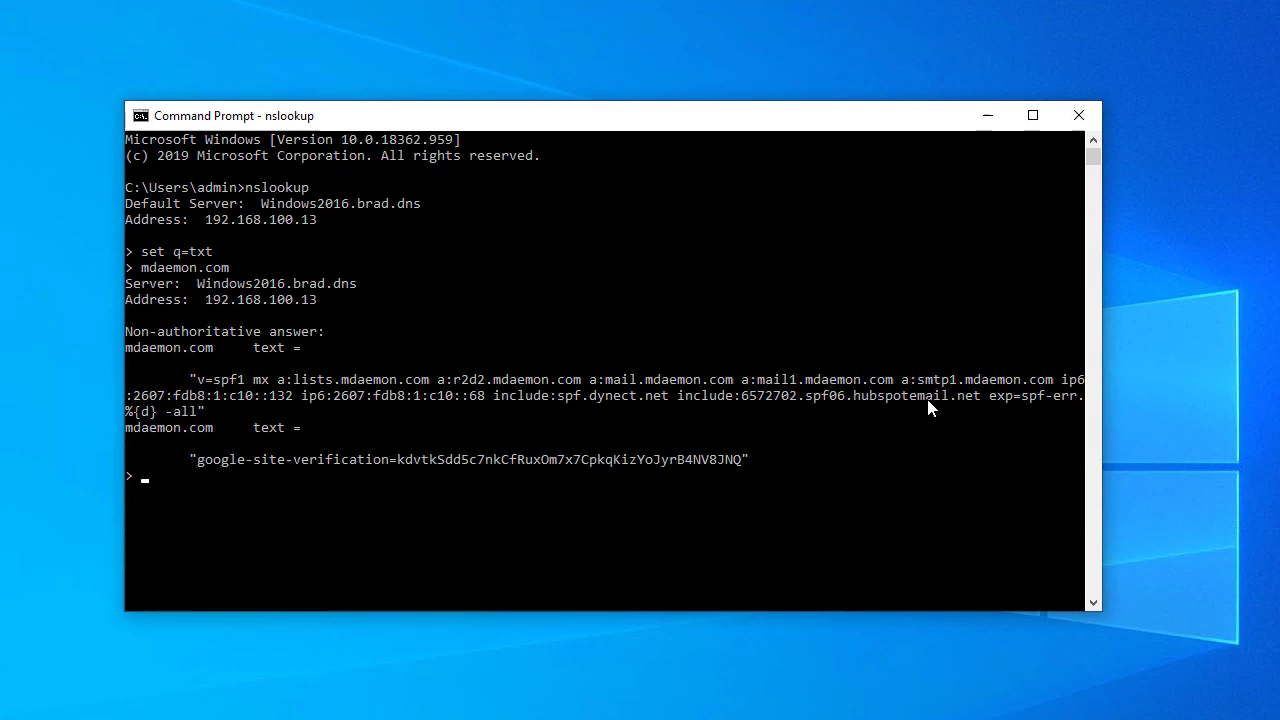 Command Prompt - nslookup
Microsoft Windows [Version 10.0.18362.959]
(c) 2019 Microsoft Corporation. All rights reserved.
C:\Users\admin>nslookup
Default Server:  Windows2016.brad.dns
Address:  192.168.100.13
> set q=txt
> mdaemon.com
Server:  Windows2016.brad.dns
Address:  192.168.100.13
Non-authoritative answer:
mdaemon.com     text =
"v=spf1 mx a:lists.mdaemon.com a:r2d2.mdaemon.com a:mail.mdaemon.com a:mail1.mdaemon.com a:smtp1.mdaemon.com ip6
:2607:fdb8:1:c10::132 ip6:2607:fdb8:1:c10::68 include:spf.dynect.net include:6572702.spf06.hubspotemail.net exp=spf-err.
%{d} -all"
mdaemon.com     text =
"google-site-verification=kdvtkSdd5c7nkCfRuxOm7x7CpkqKizYoJyrB4NV8JNQ"
>